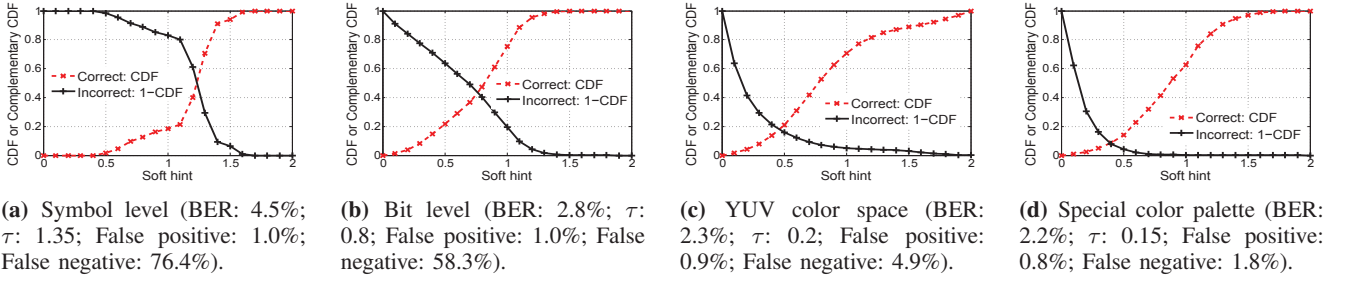 CDF or Complementary CDF
1
0.8
0.6
0.4
0.2
0
0
0.5
1
1.5
2
Soft hint
Correct: CDF
Incorrect: 1−CDF
CDF or Complementary CDF
1
0.8
0.6
0.4
0.2
0
0
0.5
1
1.5
2
Soft hint
Correct: CDF
Incorrect: 1−CDF
CDF or Complementary CDF
1
0.8
0.6
0.4
0.2
0
0
0.5
1
1.5
2
Soft hint
Correct: CDF
Incorrect: 1−CDF
CDF or Complementary CDF
1
0.8
0.6
0.4
0.2
0
0
0.5
1
1.5
2
Soft hint
Correct: CDF
Incorrect: 1−CDF
(a) Symbol level (BER: 4.5%;
τ: 1.35; False positive: 1.0%;
False negative: 76.4%).
(b) Bit level (BER: 2.8%; τ:
0.8; False positive: 1.0%; False
negative: 58.3%).
(c) YUV color space (BER:
2.3%; τ: 0.2; False positive:
0.9%; False negative: 4.9%).
(d) Special color palette (BER:
2.2%; τ: 0.15; False positive:
0.8%; False negative: 1.8%).